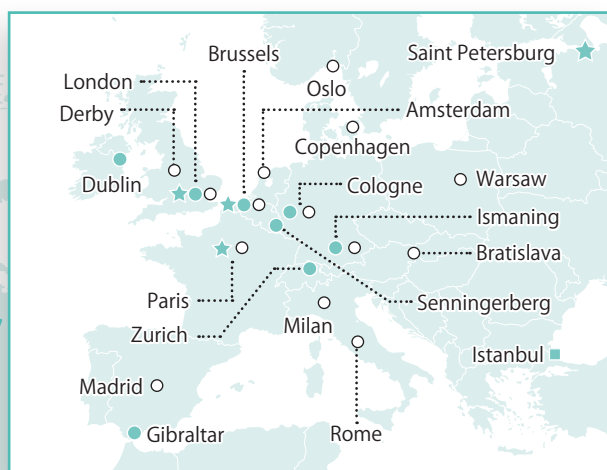 Brussels
Saint Petersburg
London
Oslo
Derby
Amsterdam
Copenhagen
Dublin
Cologne
Warsaw
Ismaning
Bratislava
Paris
Senningerberg
Zurich
Milan
Istanbul
Madrid
Gibraltar
Rome